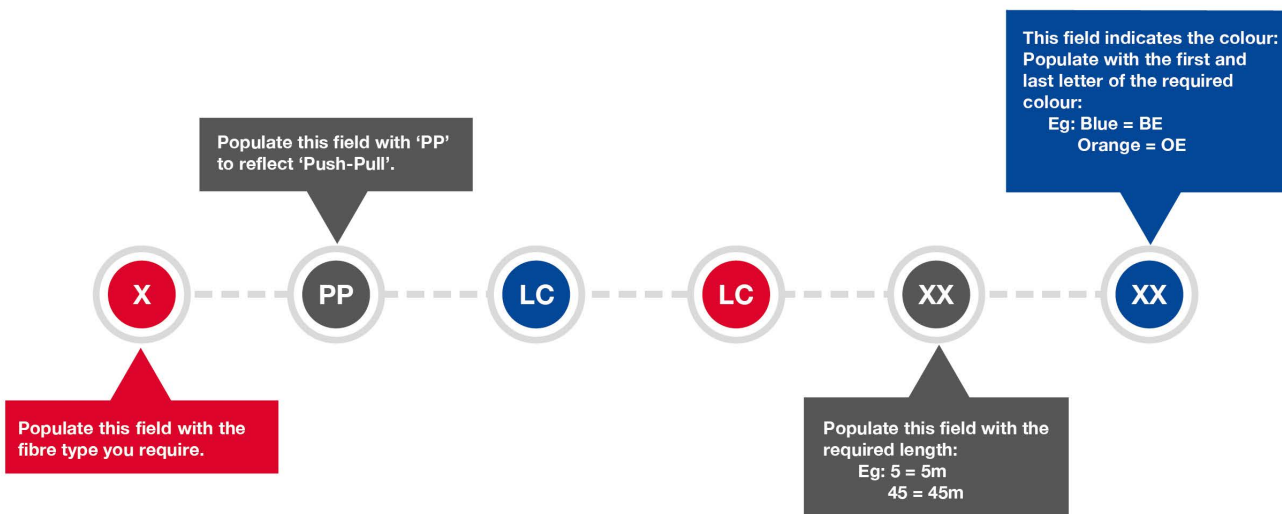 This field indicates the colour:
Populate with the first and
last letter of the required
colour:
Eg: Blue = BE
Orange = OE
Populate this field with ‘PP’
to reflect ‘Push-Pull’.
X PP LC LC XX XX
Populate this field with the
fibre type you require.
Populate this field with the
required length:
Eg: 5 = 5m
45 = 45m